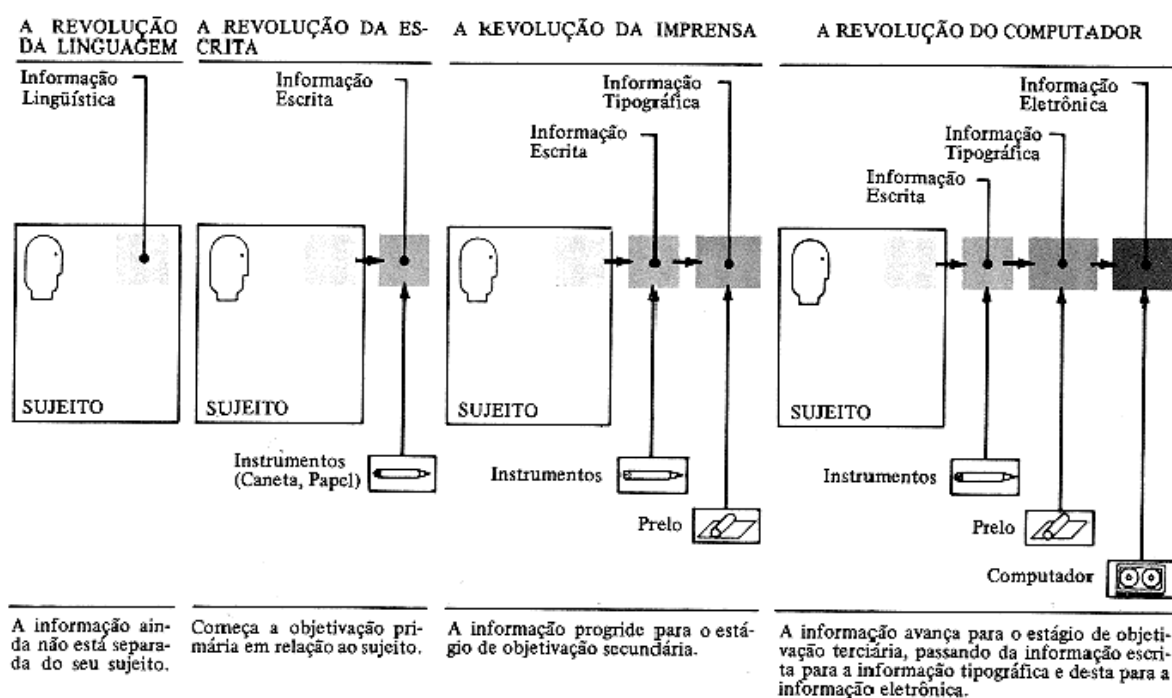 A REVOLUÇÃO
DA LINGUAGEM
Informação
Lingüística
SUJEITO
A informação ain-
da não está separa-
da do seu sujeito.
A REVOLUÇÃO DA ES-
CRITA
Informação
Escrita
SUJEITO
Instrumentos
(Caneta, Papel)
Começa a objetivação pri-
mária em relação ao sujeito.
A REVOLUÇÃO DA IMPRENSA
Informação
Tipográfica
Informação
Escrita
SUJEITO
Instrumentos
Prelo
A informação progride para o está-
gio de objetivação secundária.
A REVOLUÇÃO DO COMPUTADOR
Informação
Eletrônica
Informação
Tipográfica
Informação
Escrita
SUJEITO
Instrumentos
Prelo
Computador
A informação avança para o estágio de objeti-
vação terciária, passando da informação escri-
ta para a informação tipográfica e desta para a
informação eletrônica.